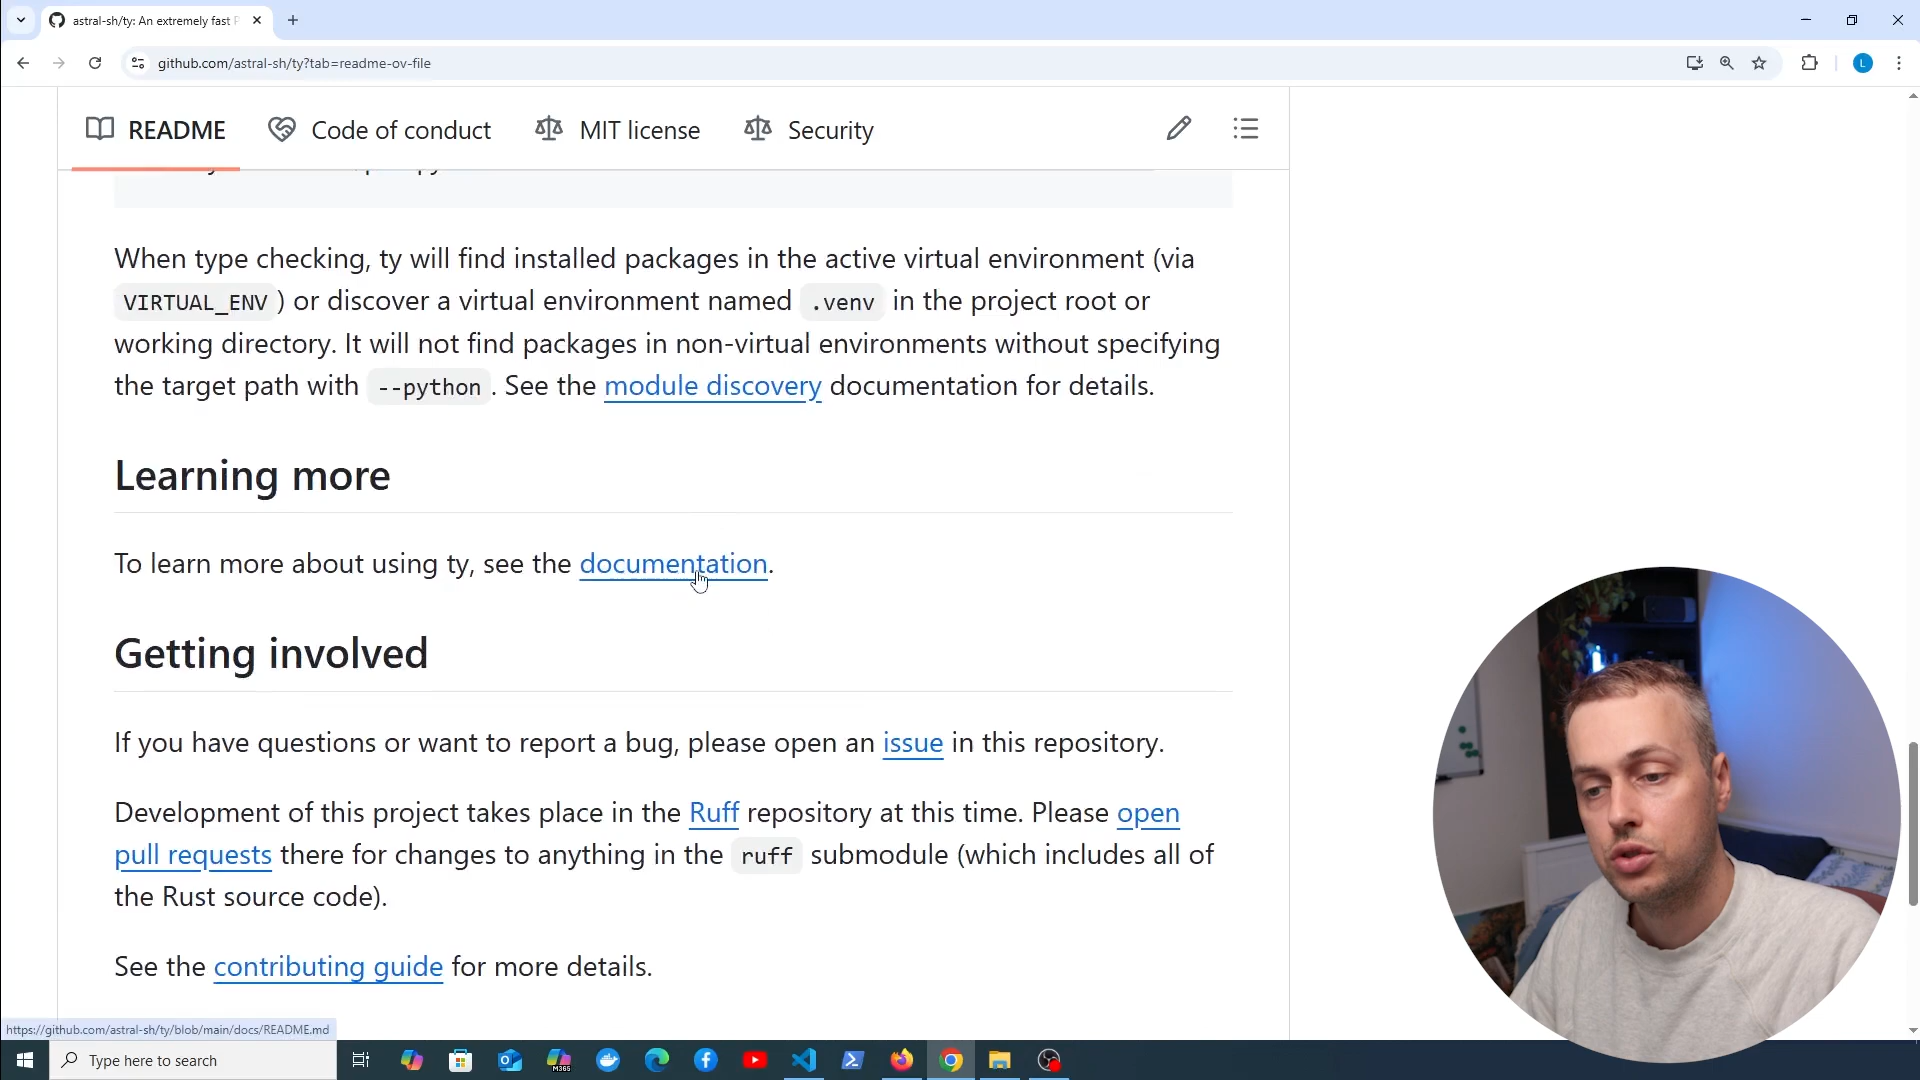 astral-sh/ty: An extremely fast P
github.com/astral-sh/ty?tab=readme-ov-file
L
README
Code of conduct
MIT license
Security
When type checking, ty will find installed packages in the active virtual environment (via
VIRTUAL_ENV ) or discover a virtual environment named .venv in the project root or
working directory. It will not find packages in non-virtual environments without specifying
the target path with --python . See the module discovery documentation for details.
Learning more
To learn more about using ty, see the documentation.
Getting involved
If you have questions or want to report a bug, please open an issue in this repository.
Development of this project takes place in the Ruff repository at this time. Please open
pull requests there for changes to anything in the ruff submodule (which includes all of
the Rust source code).
See the contributing guide for more details.
https://github.com/astral-sh/ty/blob/main/docs/README.md
Type here to search
M365